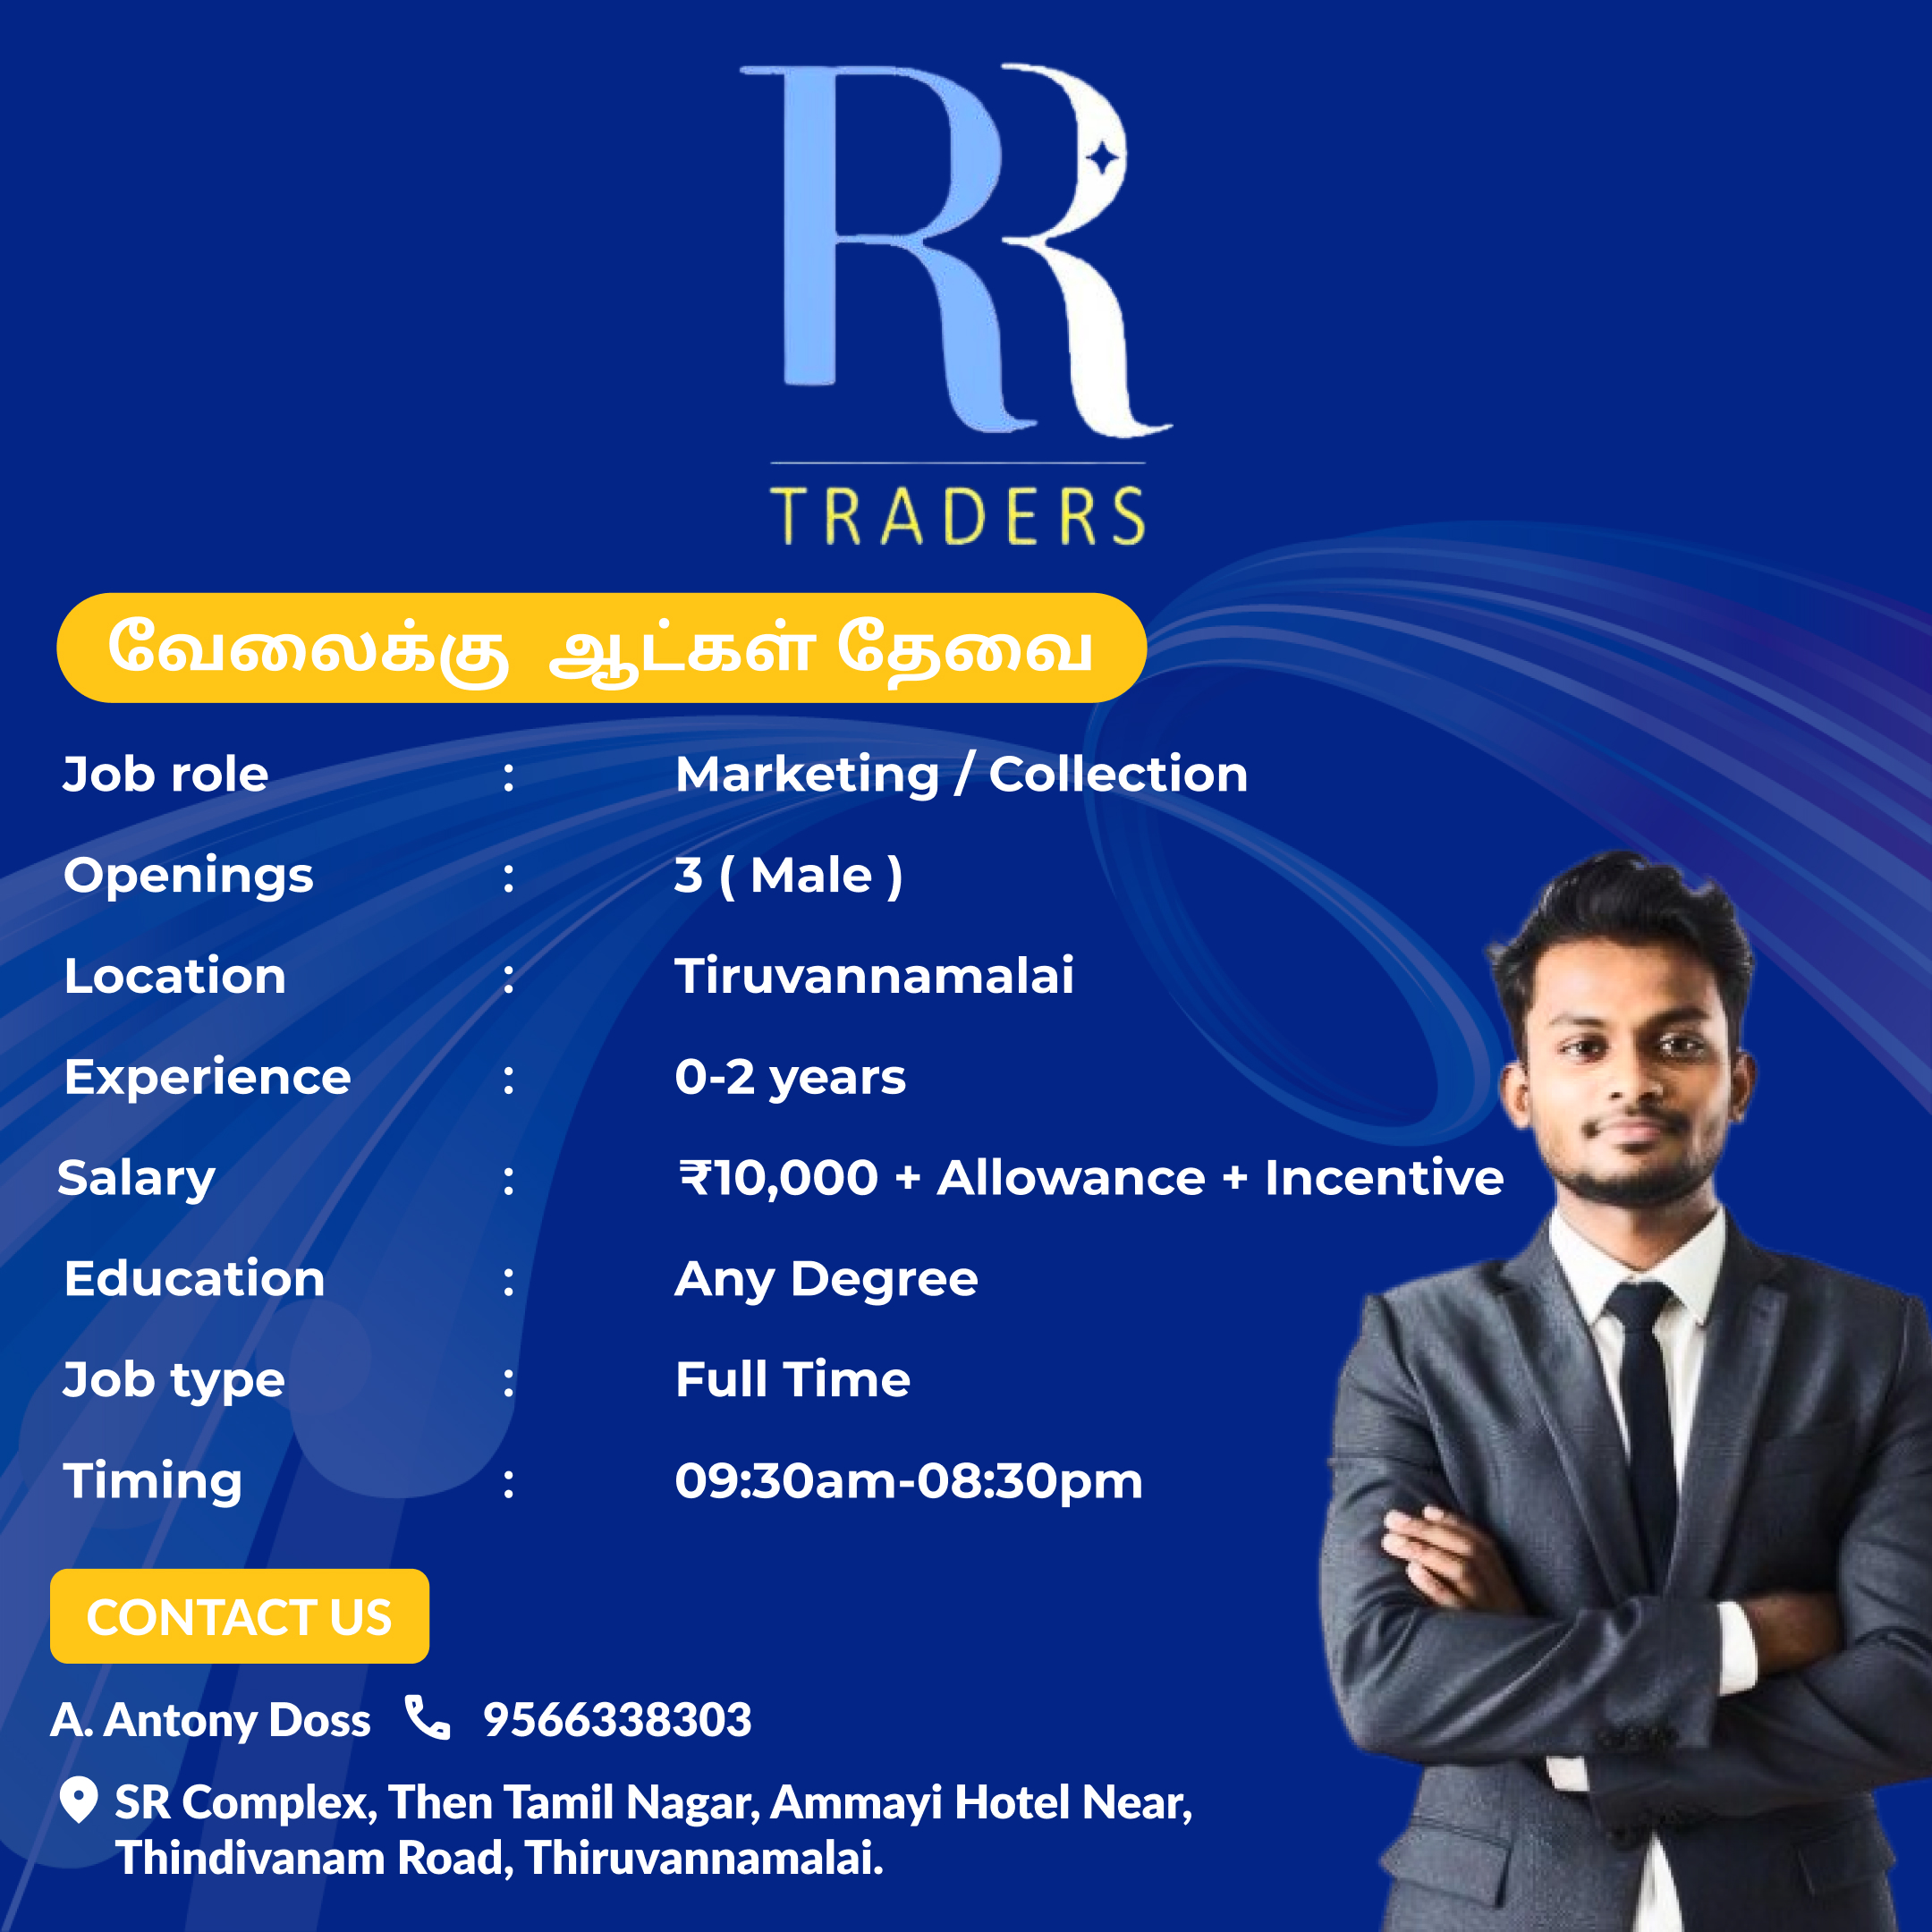 RR
TRADERS
வேலைக்கு ஆட்கள் தேவை
Job role : Marketing / Collection
Openings : 3 ( Male )
Location : Tiruvannamalai
Experience : 0-2 years
Salary : ₹10,000 + Allowance + Incentive
Education : Any Degree
Job type : Full Time
Timing : 09:30am-08:30pm
CONTACT US
A. Antony Doss 9566338303
SR Complex, Then Tamil Nagar, Ammayi Hotel Near,
Thindivanam Road, Thiruvannamalai.